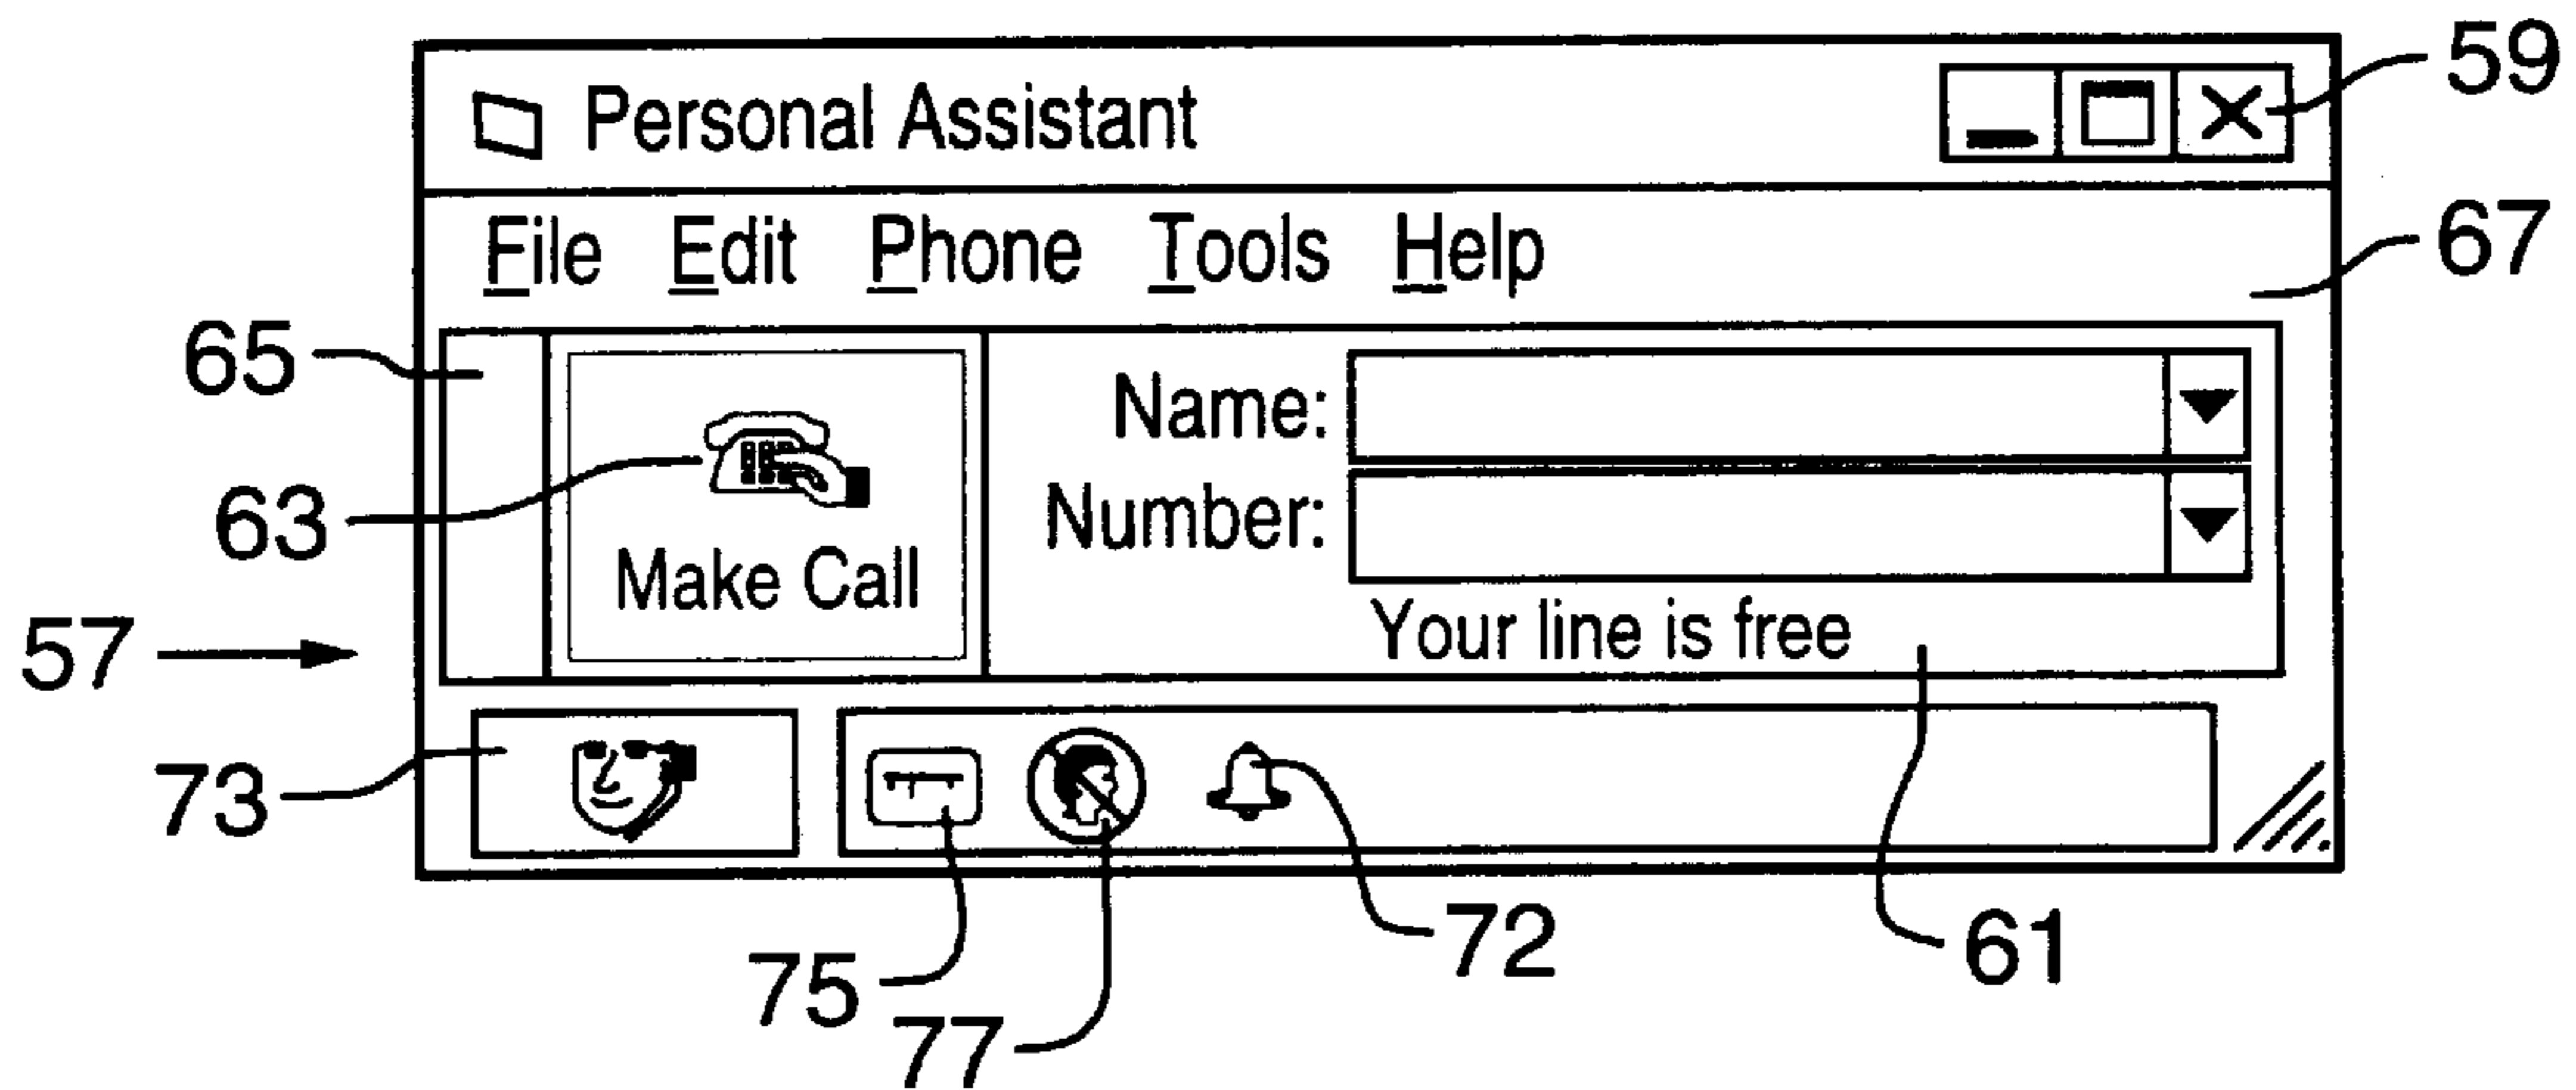 Personal Assistant
59
File Edit Phone Tools Help
67
65
Name:
63
Number:
Make Call
Your line is free
57
73
75
77
72
61